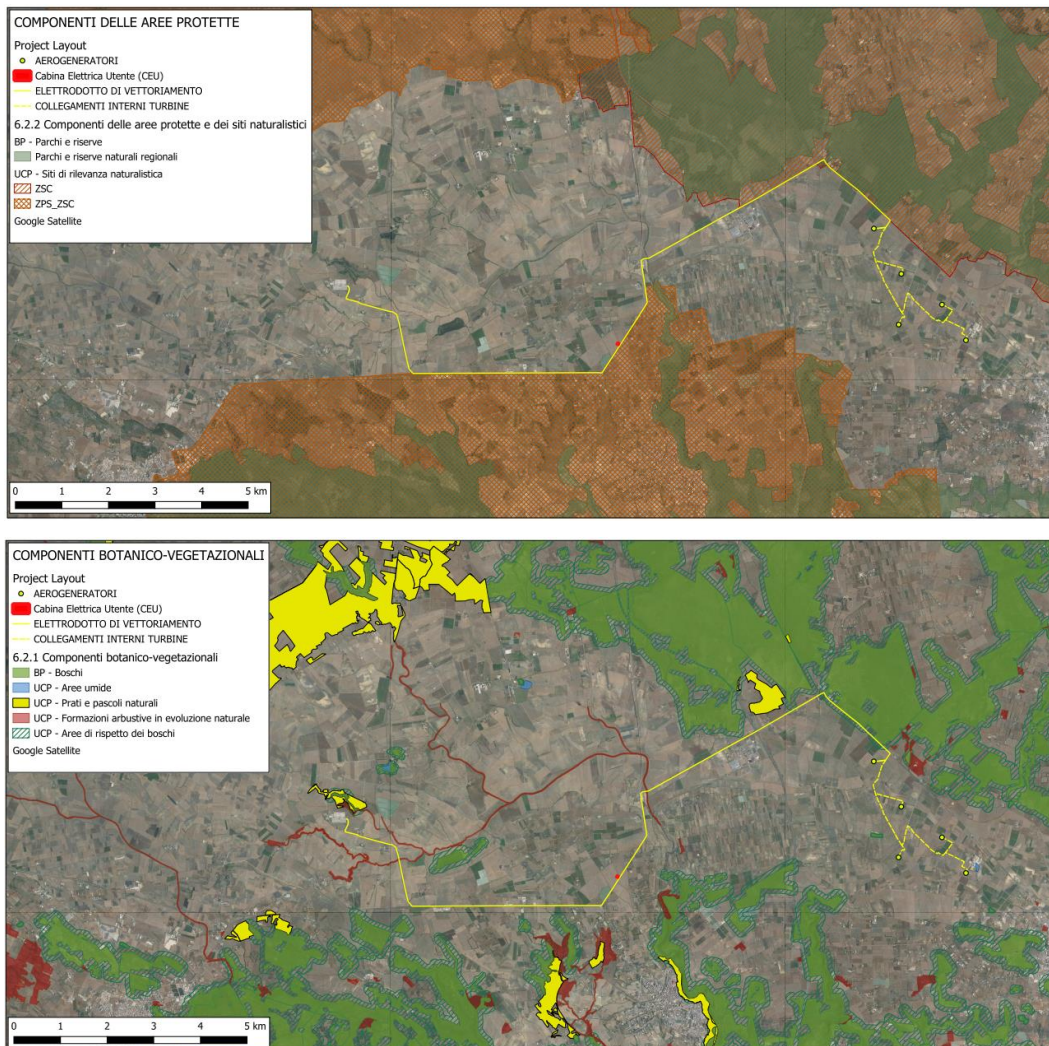 COMPONENTI DELLE AREE PROTETTE
Project Layout
AEROGENERATORI
Cabina Elettrica Utente (CEU)
ELETTRODOTTO DI VETTORIAMENTO
COLLEGAMENTI INTERNI TURBINE
6.2.2 Componenti delle aree protette e dei siti naturalistici
BP - Parchi e riserve
Parchi e riserve naturali regionali
UCP - Siti di rilevanza naturalistica
ZSC
ZPS_ZSC
Google Satellite
0 1 2 3 4 5 km
COMPONENTI BOTANICO-VEGETAZIONALI
Project Layout
AEROGENERATORI
Cabina Elettrica Utente (CEU)
ELETTRODOTTO DI VETTORIAMENTO
COLLEGAMENTI INTERNI TURBINE
6.2.1 Componenti botanico-vegetazionali
BP - Boschi
UCP - Aree umide
UCP - Prati e pascoli naturali
UCP - Formazioni arbustive in evoluzione naturale
UCP - Aree di rispetto dei boschi
Google Satellite
0 1 2 3 4 5 km